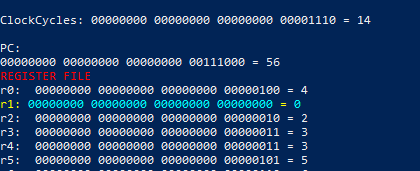 ClockCycles: 00000000 00000000 00000000 00001110 = 14
PC:
00000000 00000000 00000000 00111000 = 56
REGISTER FILE
r0: 00000000 00000000 00000000 00000100 = 4
r1: 00000000 00000000 00000000 00000000 = 0
r2: 00000000 00000000 00000000 00000010 = 2
r3: 00000000 00000000 00000000 00000011 = 3
r4: 00000000 00000000 00000000 00000011 = 3
r5: 00000000 00000000 00000000 00000101 = 5